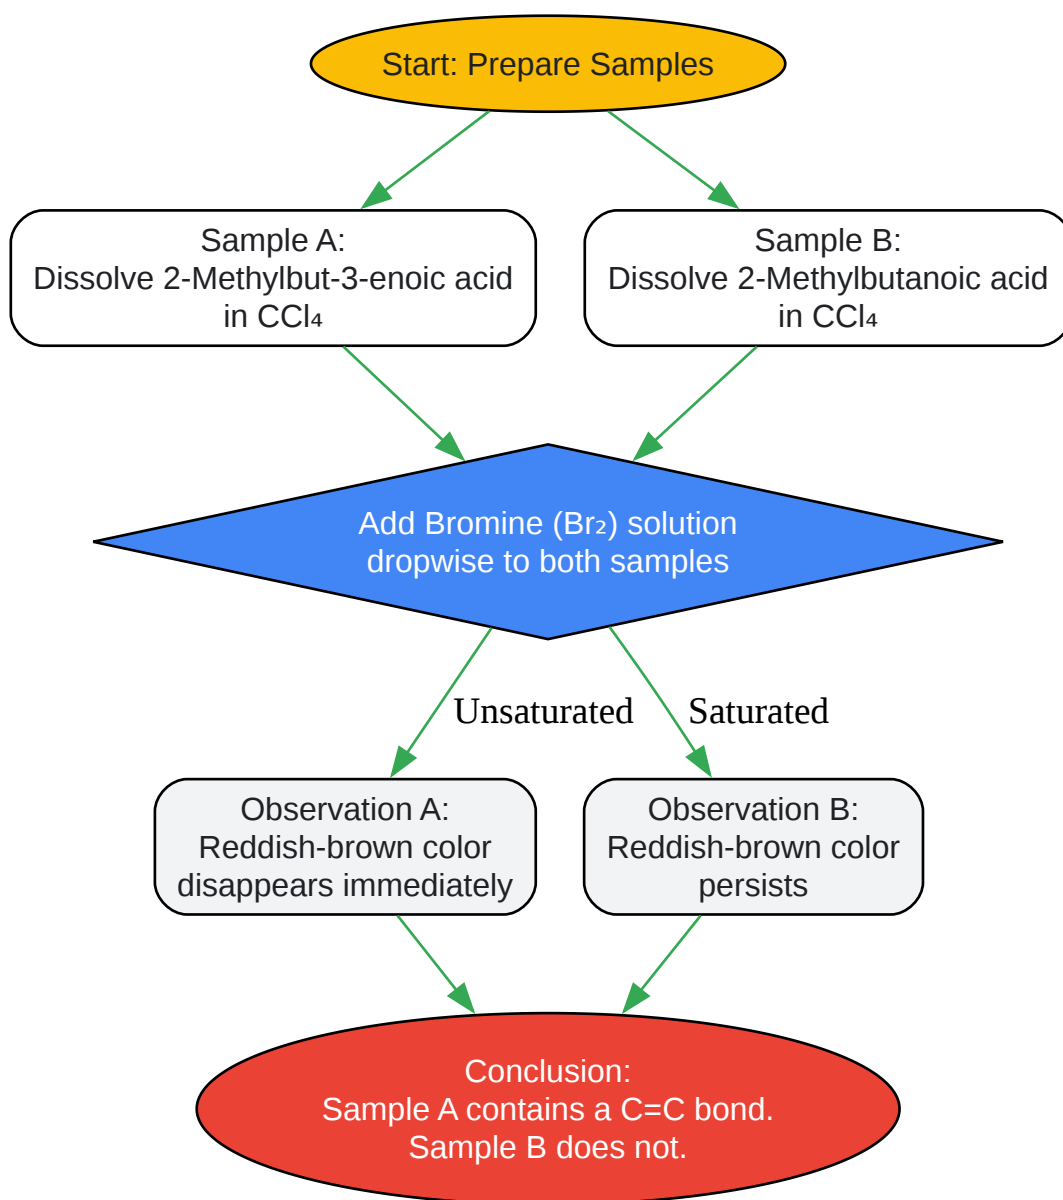 Start: Prepare Samples
Sample A:
Dissolve 2-Methylbut-3-enoic acid
in CCl₄
Sample B:
Dissolve 2-Methylbutanoic acid
in CCl₄
Add Bromine (Br₂) solution
dropwise to both samples
Unsaturated
Saturated
Observation A:
Reddish-brown color
disappears immediately
Observation B:
Reddish-brown color
persists
Conclusion:
Sample A contains a C=C bond.
Sample B does not.